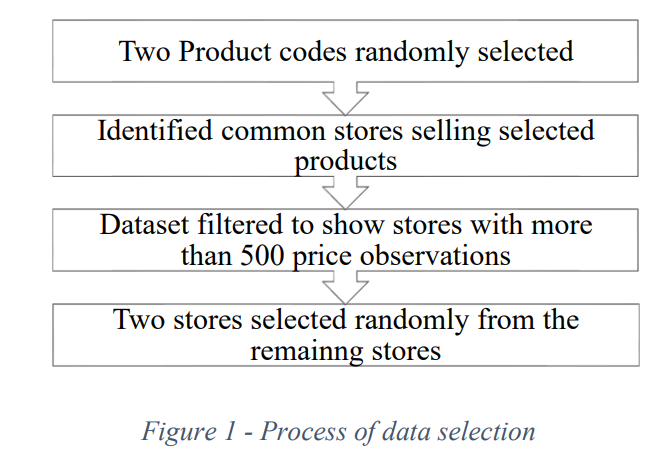 Two Product codes randomly selected
Identified common stores selling selected
products
Dataset filtered to show stores with more
than 500 price observations
Two stores selected randomly from the
remainng stores
Figure 1 - Process of data selection